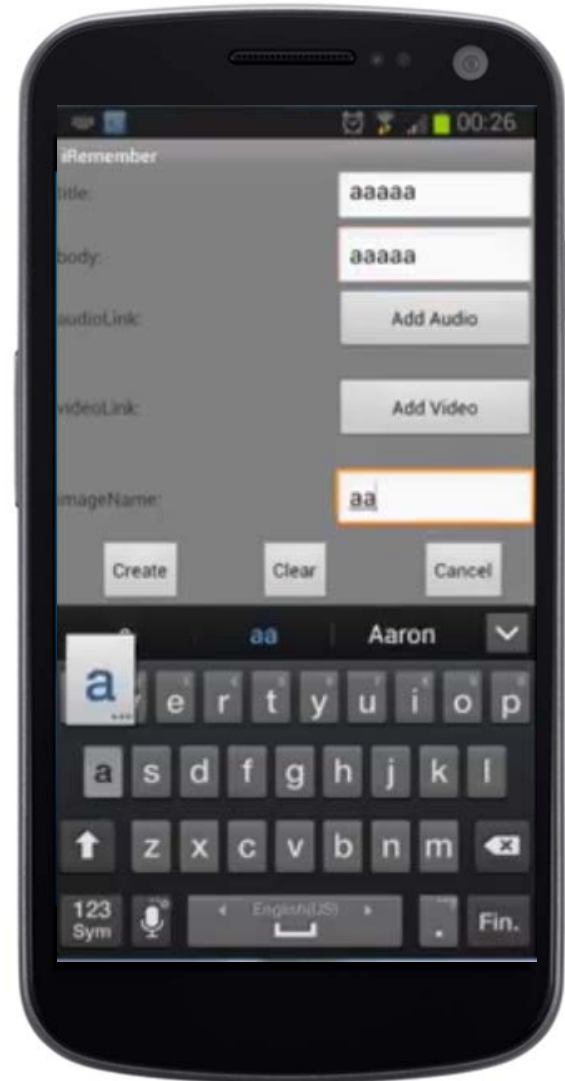 00:26
iRemember
title: aaaaa
body: aaaaa
audioLink: Add Audio
videoLink: Add Video
imageName: aa
Create Clear Cancel
aa Aaron
a
e r t y u i o p
a s d f g h j k l
z x c v b n m
123 English(US) . Fin.
Sym